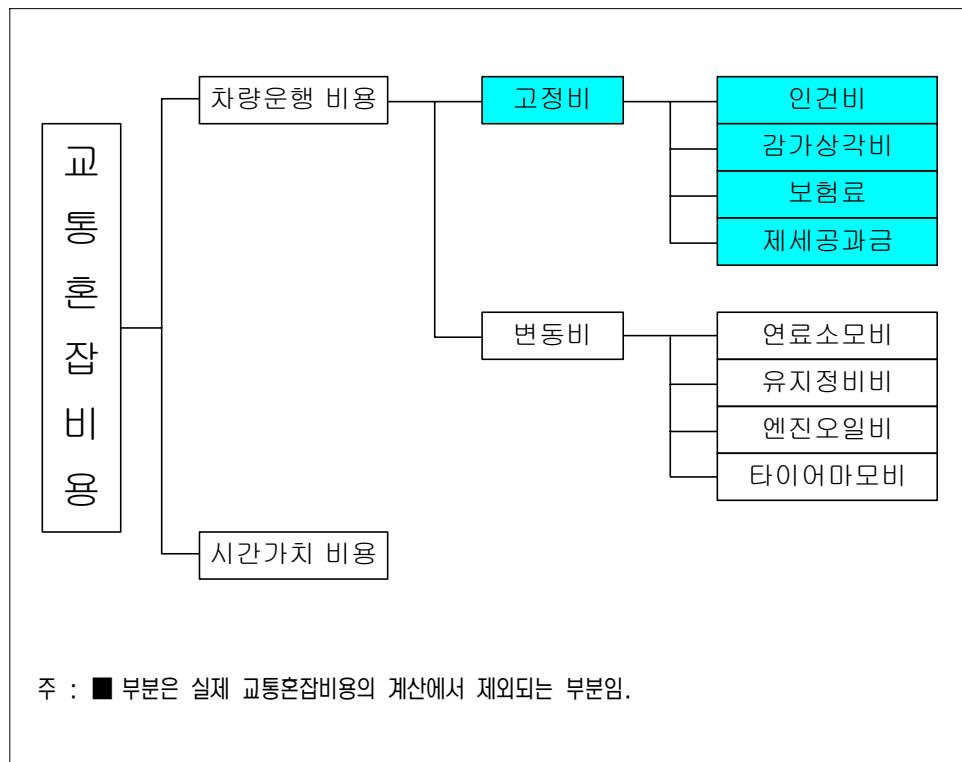 교통혼잡비용
차량운행 비용
고정비
인건비
감가상각비
보험료
제세공과금
변동비
연료소모비
유지정비비
엔진오일비
타이어마모비
시간가치 비용
주 : ■ 부분은 실제 교통혼잡비용의 계산에서 제외되는 부분임.